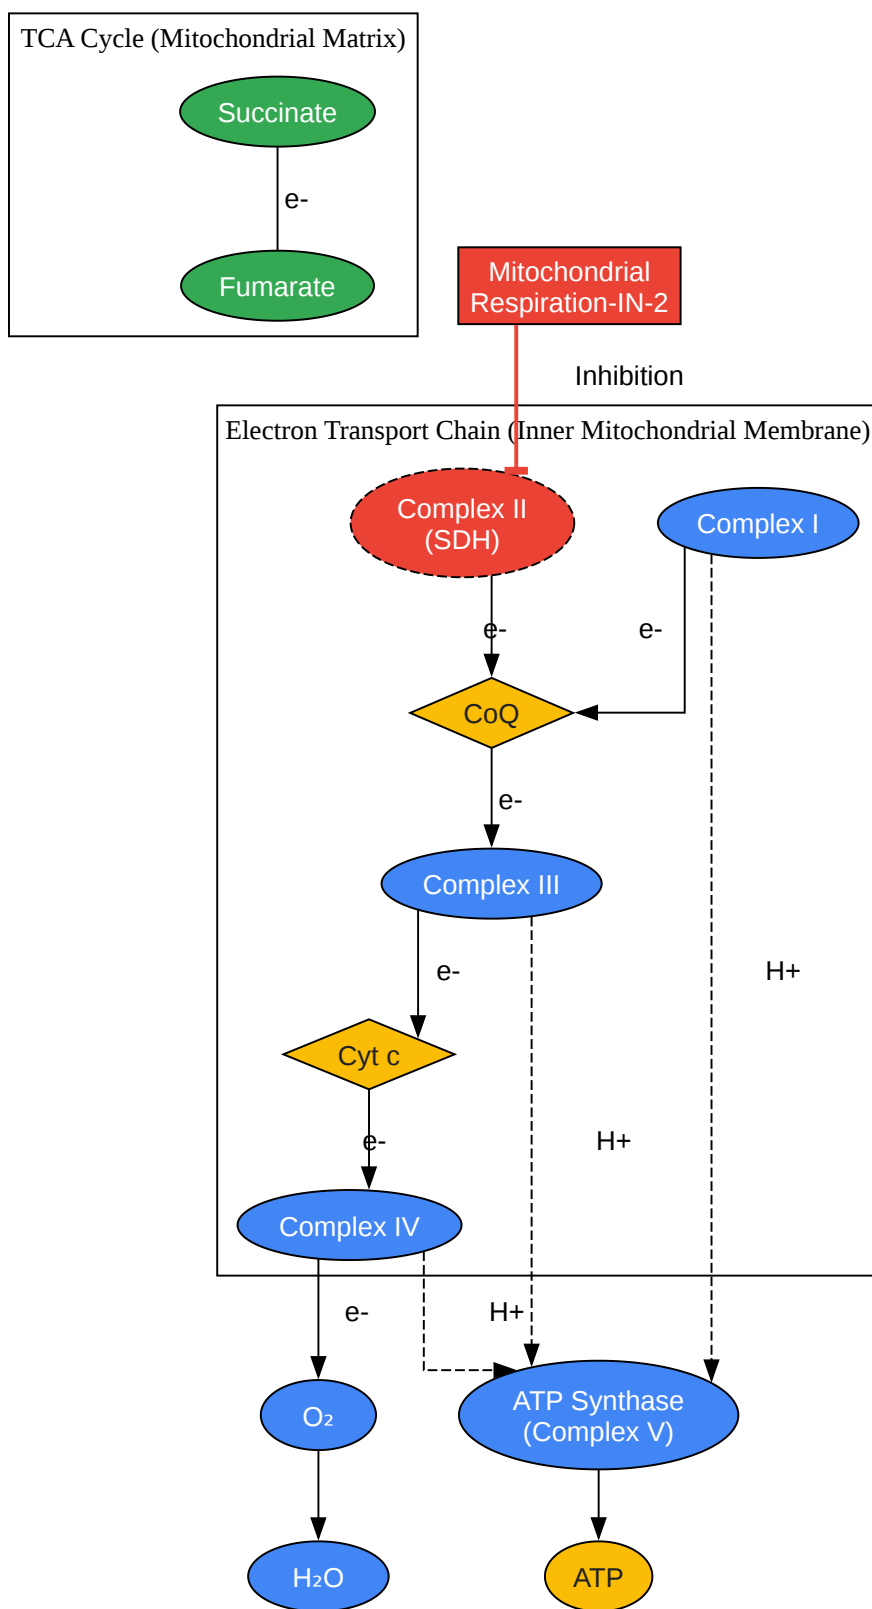 TCA Cycle (Mitochondrial Matrix)
Succinate
e-
Fumarate
Mitochondrial
Respiration-IN-2
Inhibition
Electron Transport Chain (Inner Mitochondrial Membrane)
Complex II
(SDH)
Complex I
e-
e-
CoQ
e-
Complex III
e-
H+
Cyt c
e-
H+
Complex IV
e-
H+
O₂
ATP Synthase
(Complex V)
H₂O
ATP